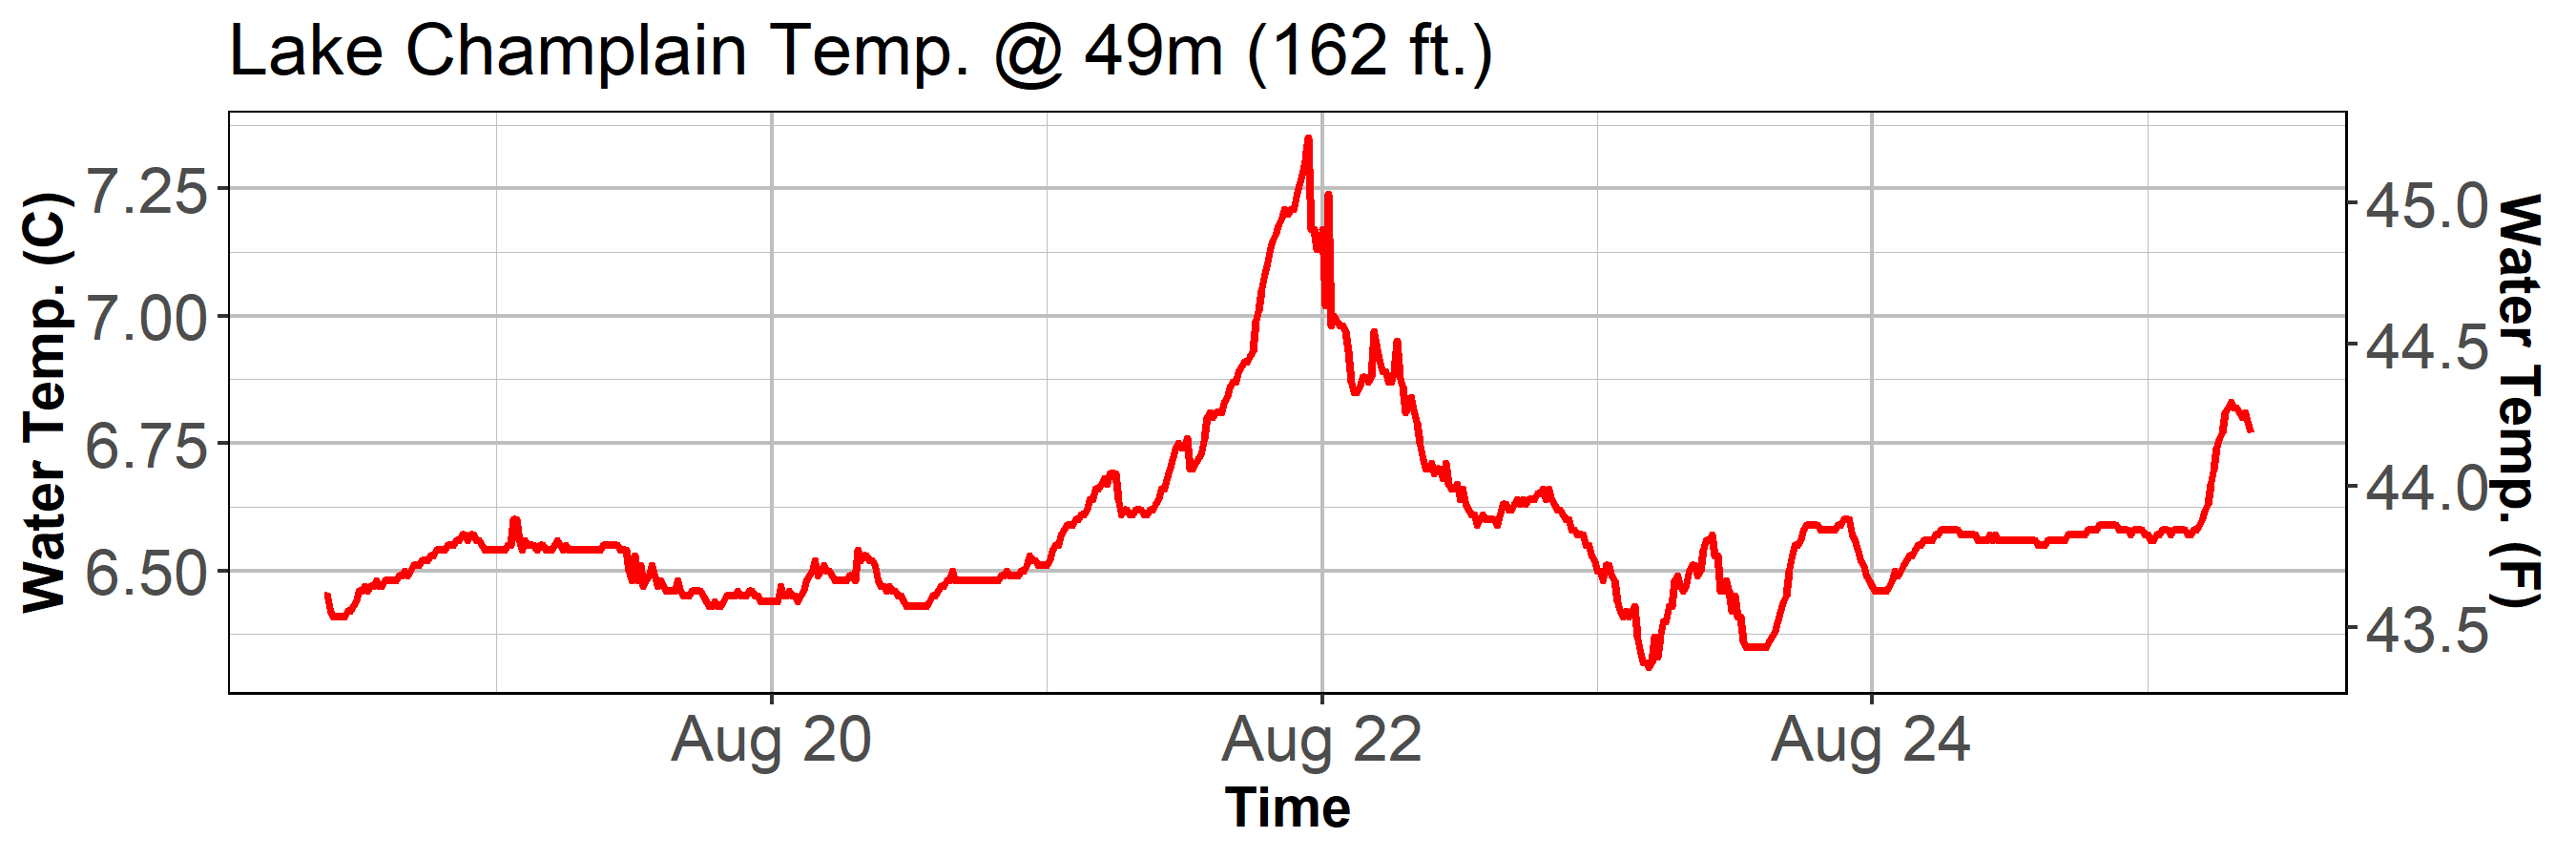 Lake Champlain Temp. @ 49m (162 ft.)
Water Temp. (C)
7.25
7.00
6.75
6.50
45.0
44.5
44.0
43.5
Water Temp. (F)
Aug 20
Aug 22
Aug 24
Time